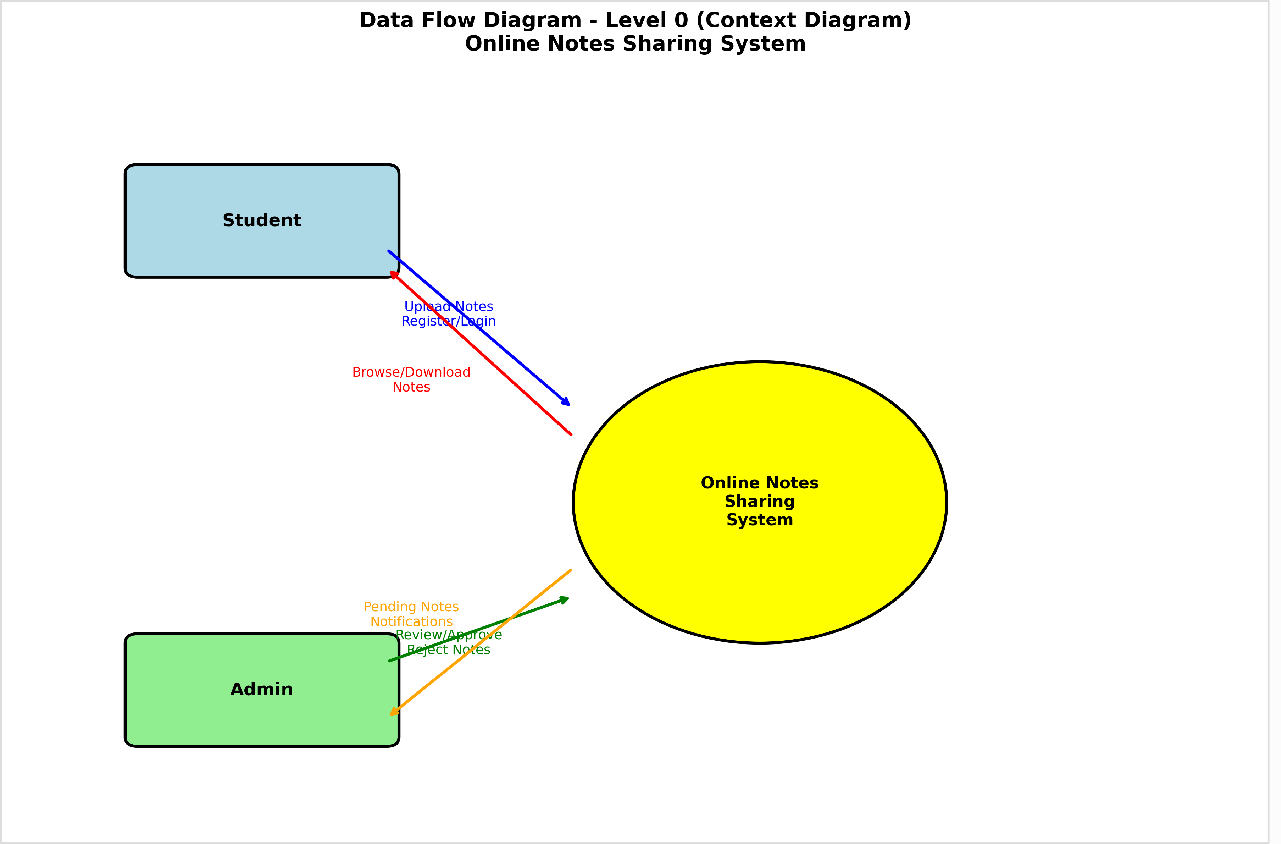 Data Flow Diagram - Level 0 (Context Diagram)
Online Notes Sharing System
Student
Upload Notes
Register/Login
Browse/Download
Notes
Online Notes
Sharing
System
Pending Notes
Notifications
Review/Approve
Reject Notes
Admin